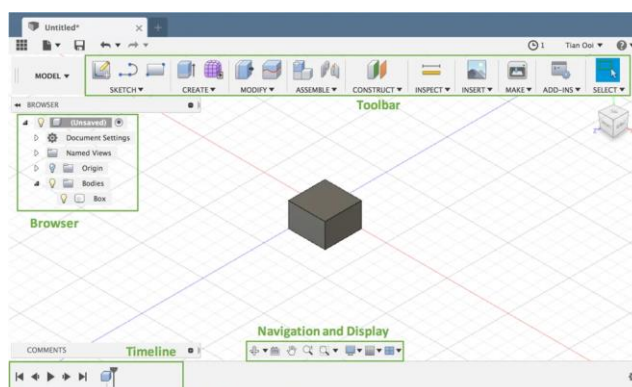 Untitled*
1 Tian Ooi
MODEL
SKETCH CREATE MODIFY ASSEMBLE CONSTRUCT INSPECT INSERT MAKE ADD-INS SELECT
Toolbar
BROWSER
(Unsaved)
Document Settings
Named Views
Origin
Bodies
Box
Browser
Navigation and Display
COMMENTS
Timeline